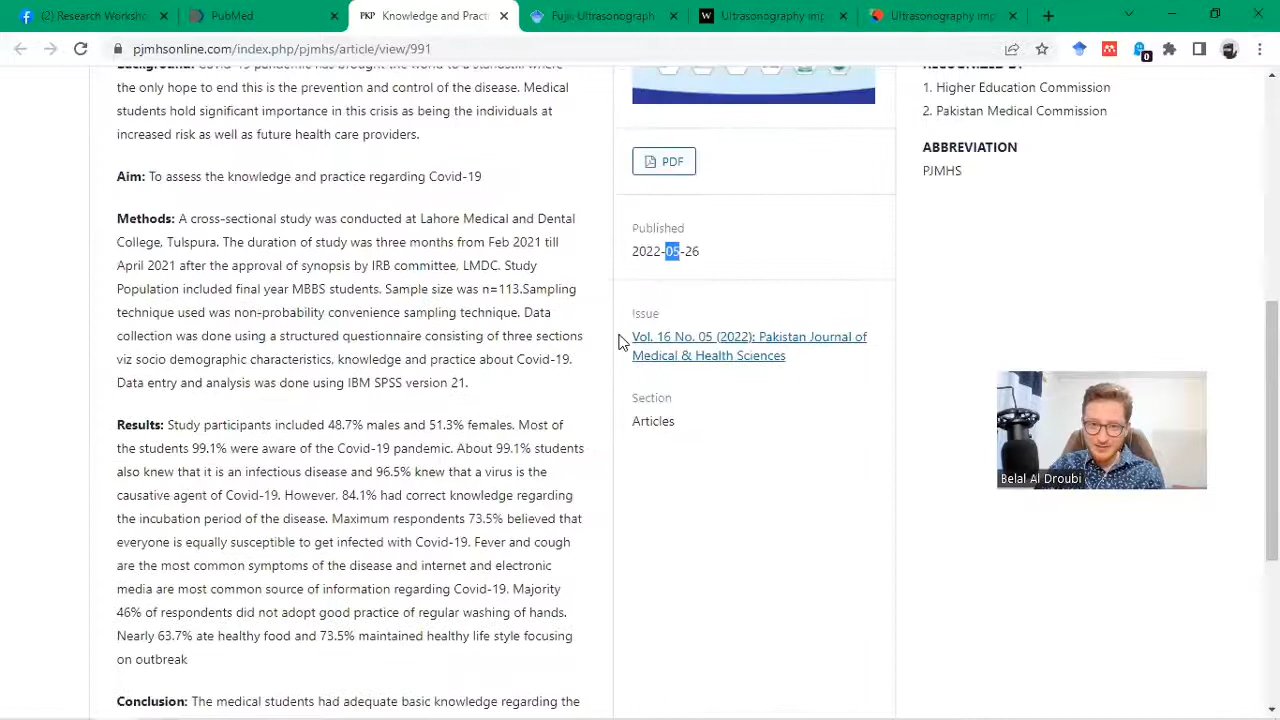 (2) Research Worksho
PubMed
PKP Knowledge and Practi
Fujik Ultrasonograph
W Ultrasonography imp
Ultrasonography imp
pjmhsonline.com/index.php/pjmhs/article/view/991
0
Background: Covid-19 pandemic has brought the world to a standstill where
the only hope to end this is the prevention and control of the disease. Medical
students hold significant importance in this crisis as being the individuals at
increased risk as well as future health care providers.
Aim: To assess the knowledge and practice regarding Covid-19
Methods: A cross-sectional study was conducted at Lahore Medical and Dental
College, Tulspura. The duration of study was three months from Feb 2021 till
April 2021 after the approval of synopsis by IRB committee, LMDC. Study
Population included final year MBBS students. Sample size was n=113.Sampling
technique used was non-probability convenience sampling technique. Data
collection was done using a structured questionnaire consisting of three sections
viz socio demographic characteristics, knowledge and practice about Covid-19.
Data entry and analysis was done using IBM SPSS version 21.
Results: Study participants included 48.7% males and 51.3% females. Most of
the students 99.1% were aware of the Covid-19 pandemic. About 99.1% students
also knew that it is an infectious disease and 96.5% knew that a virus is the
causative agent of Covid-19. However, 84.1% had correct knowledge regarding
the incubation period of the disease. Maximum respondents 73.5% believed that
everyone is equally susceptible to get infected with Covid-19. Fever and cough
are the most common symptoms of the disease and internet and electronic
media are most common source of information regarding Covid-19. Majority
46% of respondents did not adopt good practice of regular washing of hands.
Nearly 63.7% ate healthy food and 73.5% maintained healthy life style focusing
on outbreak
Conclusion: The medical students had adequate basic knowledge regarding the
PDF
Published
2022-05-26
Issue
Vol. 16 No. 05 (2022): Pakistan Journal of
Medical & Health Sciences
Section
Articles
RECOGNIZED BY
1. Higher Education Commission
2. Pakistan Medical Commission
ABBREVIATION
PJMHS
Belal Al Droubi